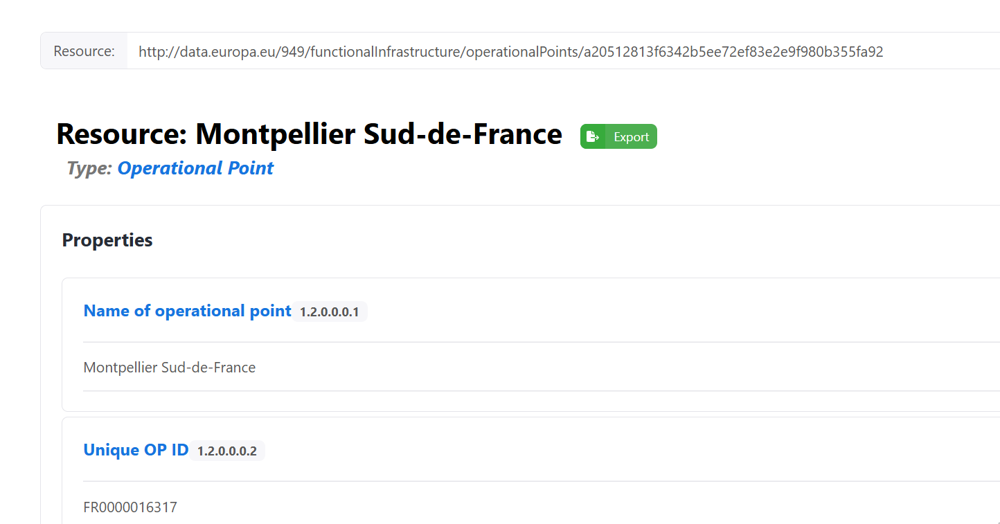 Resource: http://data.europa.eu/949/functionalInfrastructure/operationalPoints/a20512813f6342b5ee72ef83e2e9f980b355fa92
Resource: Montpellier Sud-de-France Export
Type: Operational Point
Properties
Name of operational point 1.2.0.0.0.1
Montpellier Sud-de-France
Unique OP ID 1.2.0.0.0.2
FR0000016317